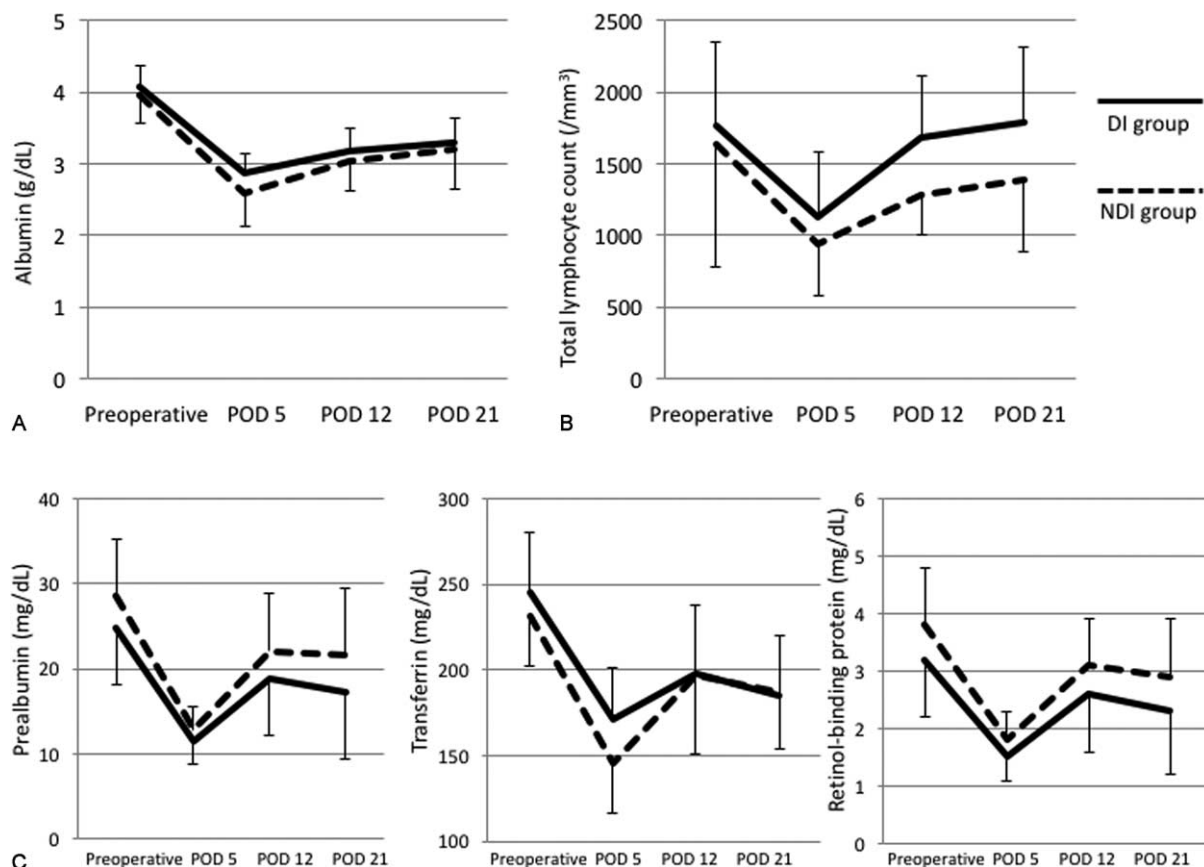 Albumin (g/dL)
5
4
3
2
1
0
Preoperative POD 5 POD 12 POD 21
A
Total lymphocyte count (/mm³)
2500
2000
1500
1000
500
0
Preoperative POD 5 POD 12 POD 21
B
DI group
NDI group
Prealbumin (mg/dL)
40
30
20
10
0
Preoperative POD 5 POD 12 POD 21
Transferrin (mg/dL)
300
250
200
150
100
Preoperative POD 5 POD 12 POD 21
Retinol-binding protein (mg/dL)
6
5
4
3
2
1
0
Preoperative POD 5 POD 12 POD 21
C